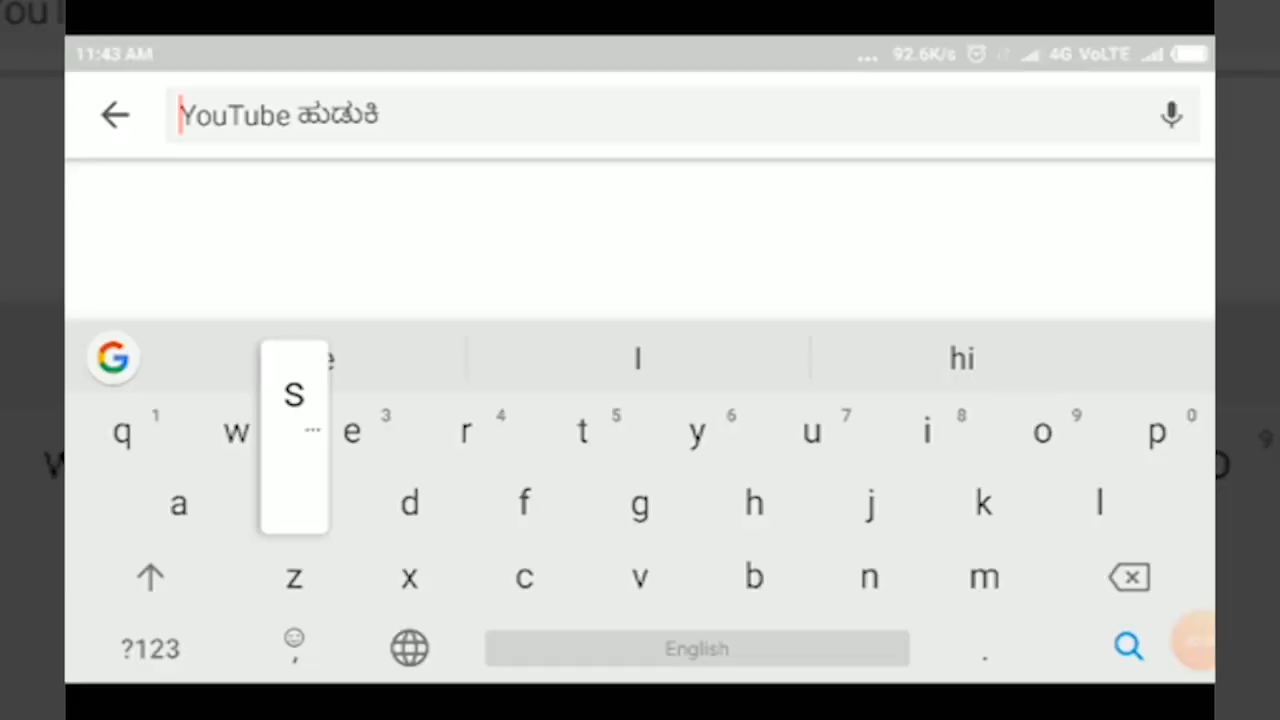 11:43 AM ... 92.6K/s 4G VoLTE
YouTube ಹುಡುಕಿ
G I hi
q 1 w e 3 r 4 t 5 y 6 u 7 i 8 o 9 p 0
S ...
a d f g h j k l
z x c v b n m
?123 , English .